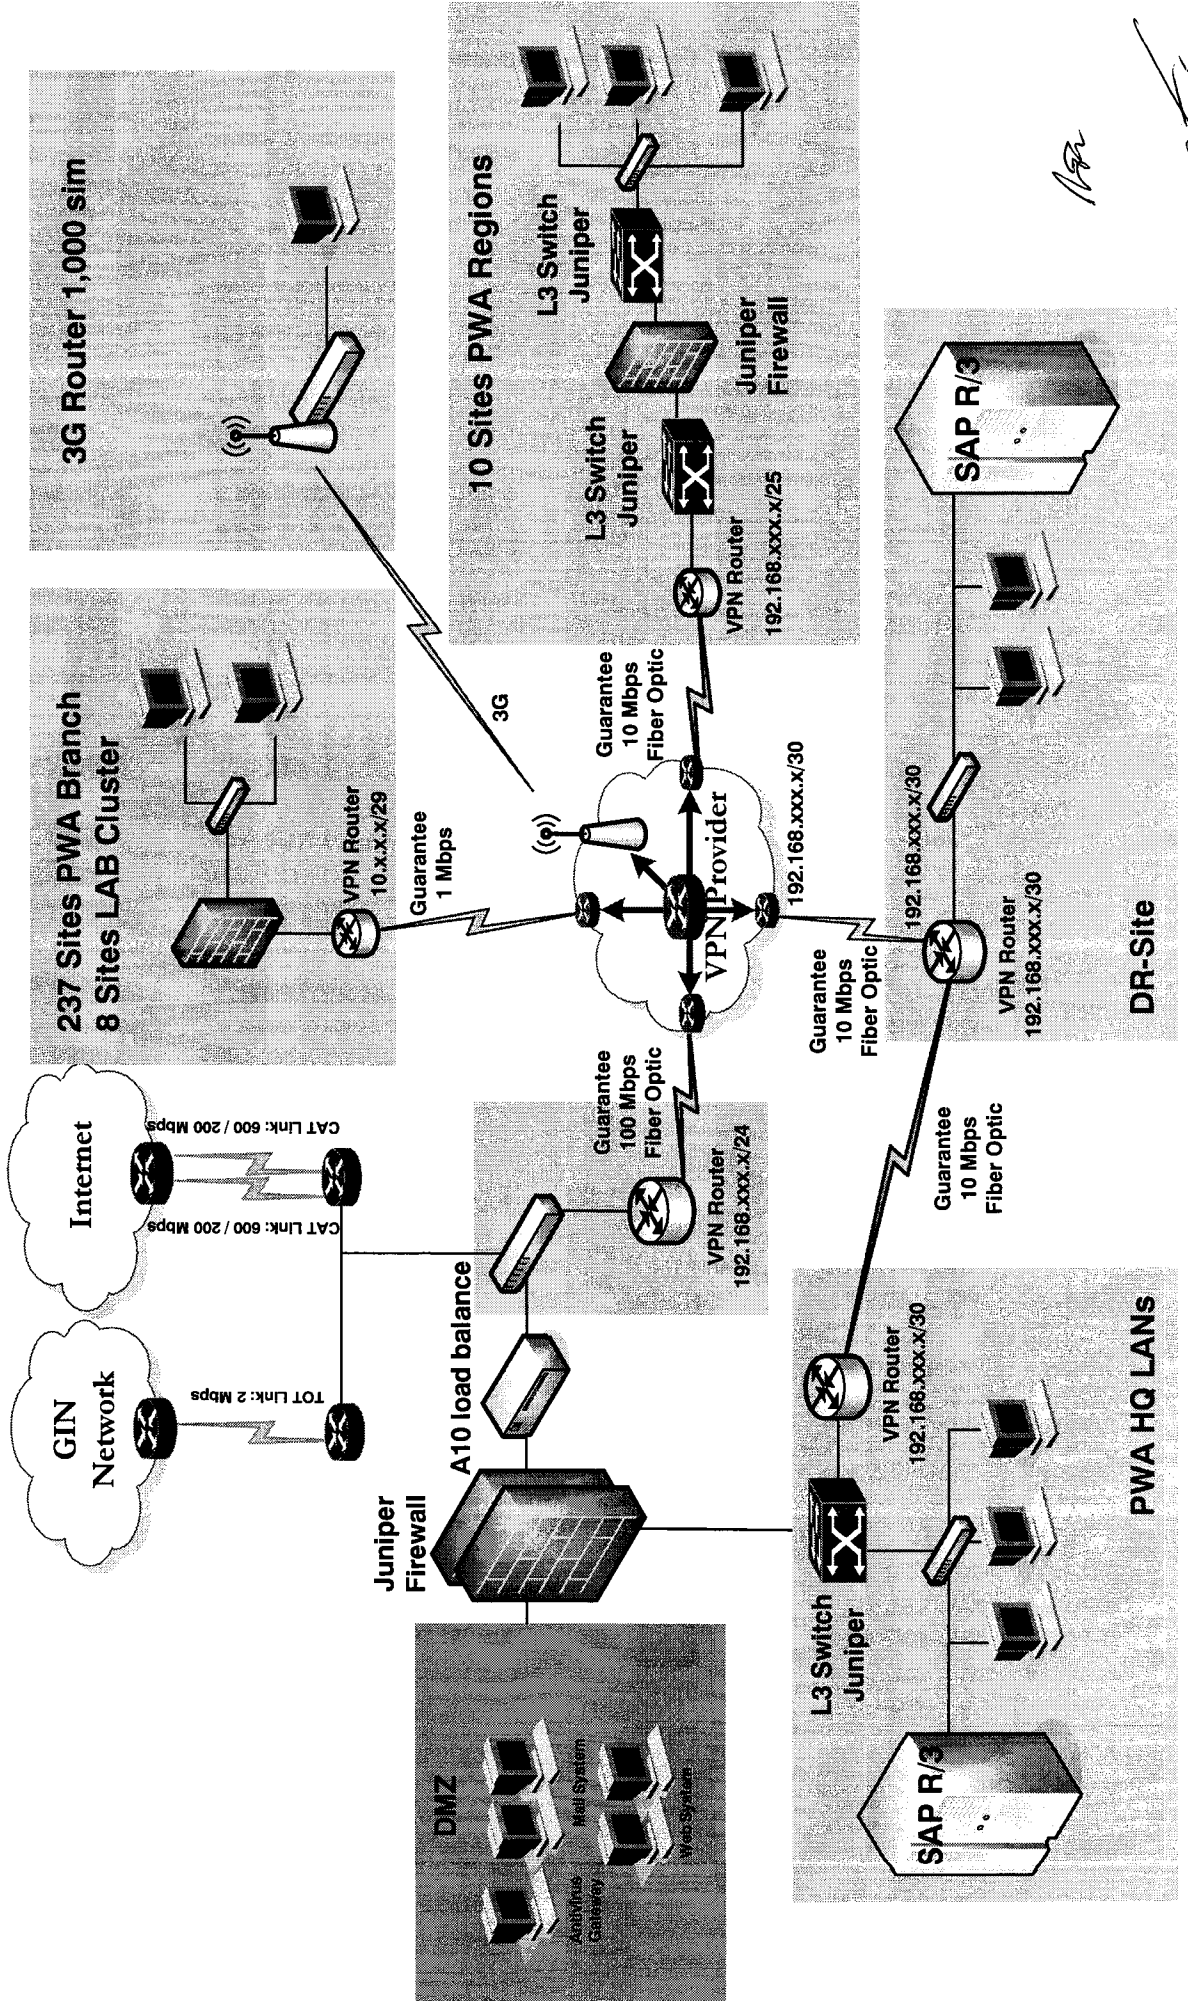 GIN
Network
Internet
TOT Link: 2 Mbps
CAT Link: 600 / 200 Mbps
CAT Link: 600 / 200 Mbps
237 Sites PWA Branch
8 Sites LAB Cluster
VPN Router
10.x.x.x/29
Guarantee
1 Mbps
3G Router 1,000 sim
3G
Juniper
Firewall
A10 load balance
DMZ
Antivirus
Gateway
Mail System
Web System
VPN Router
192.168.xxx.x/24
Guarantee
100 Mbps
Fiber Optic
VPN Provider
Guarantee
10 Mbps
Fiber Optic
192.168.xxx.x/30
10 Sites PWA Regions
L3 Switch
Juniper
L3 Switch
Juniper
Juniper
Firewall
VPN Router
192.168.xxx.x/25
L3 Switch
Juniper
SAP R/3
VPN Router
192.168.xxx.x/30
PWA HQ LANs
Guarantee
10 Mbps
Fiber Optic
Guarantee
10 Mbps
Fiber Optic
192.168.xxx.x/30
VPN Router
192.168.xxx.x/30
SAP R/3
DR-Site